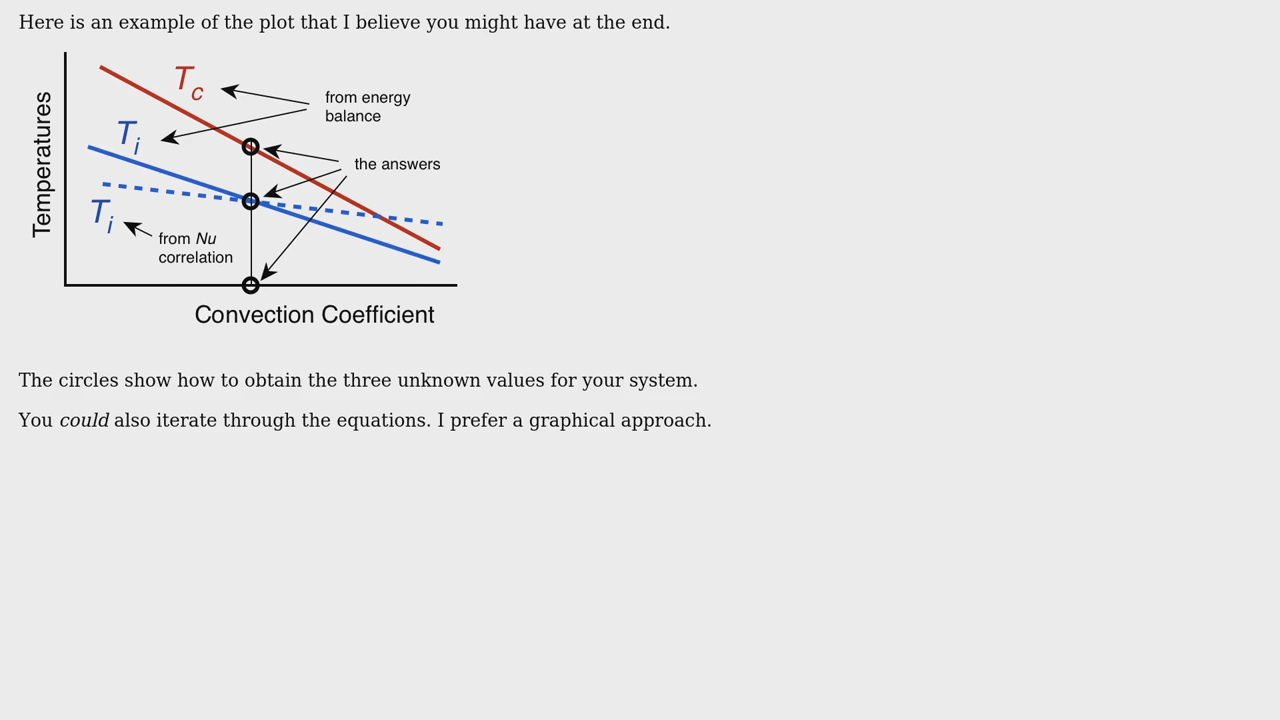 Here is an example of the plot that I believe you might have at the end.
Temperatures
Tc
from energy
balance
Ti
the answers
Ti
from Nu
correlation
Convection Coefficient
The circles show how to obtain the three unknown values for your system.
You could also iterate through the equations. I prefer a graphical approach.